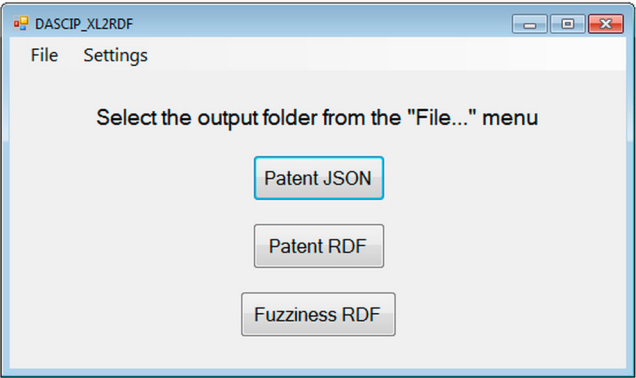 DASCIP_XL2RDF
File Settings
Select the output folder from the "File..." menu
Patent JSON
Patent RDF
Fuzziness RDF